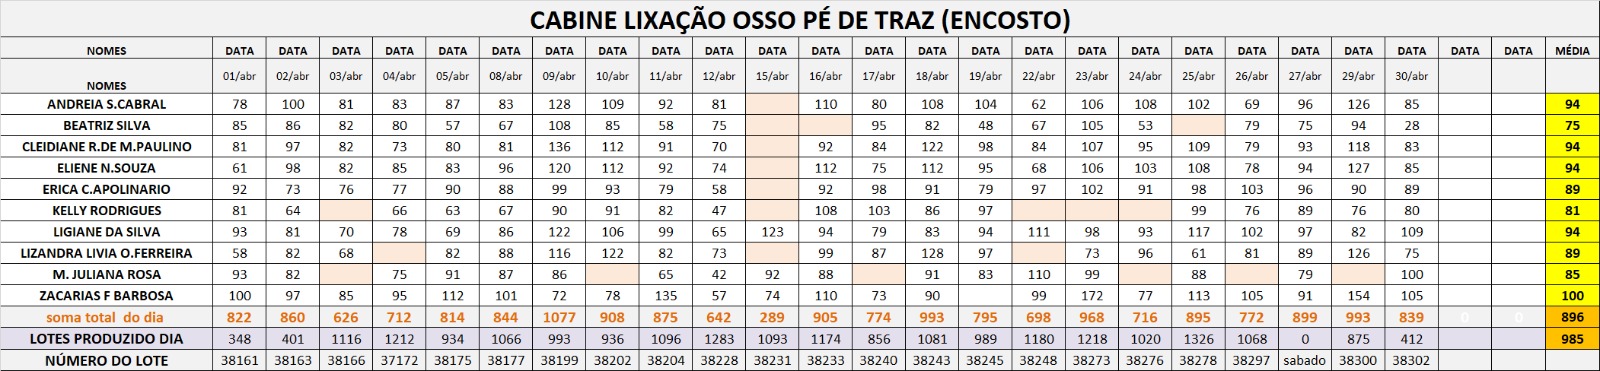 CABINE LIXAÇÃO OSSO PÉ DE TRAZ (ENCOSTO)
NOMES DATA DATA DATA DATA DATA DATA DATA DATA DATA DATA DATA DATA DATA DATA DATA DATA DATA DATA DATA DATA DATA DATA DATA DATA DATA MÉDIA
NOMES 01/abr 02/abr 03/abr 04/abr 05/abr 08/abr 09/abr 10/abr 11/abr 12/abr 15/abr 16/abr 17/abr 18/abr 19/abr 22/abr 23/abr 24/abr 25/abr 26/abr 27/abr 29/abr 30/abr
ANDREIA S.CABRAL 78 100 81 83 87 83 128 109 92 81 110 80 108 104 62 106 108 102 69 96 126 85 94
BEATRIZ SILVA 85 86 82 80 57 67 108 85 58 75 95 82 48 67 105 53 79 75 94 28 75
CLEIDIANE R.DE M.PAULINO 81 97 82 73 80 81 136 112 91 70 92 84 122 98 84 107 95 109 79 93 118 83 94
ELIENE N.SOUZA 61 98 82 85 83 96 120 112 92 74 112 75 112 95 68 106 103 108 78 94 127 85 94
ERICA C.APOLINARIO 92 73 76 77 90 88 99 93 79 58 92 98 91 79 97 102 91 98 103 96 90 89 89
KELLY RODRIGUES 81 64 66 63 67 90 91 82 47 108 103 86 97 99 76 89 76 80 81
LIGIANE DA SILVA 93 81 70 78 69 86 122 106 99 65 123 94 79 83 94 111 98 93 117 102 97 82 109 94
LIZANDRA LIVIA O.FERREIRA 58 82 68 82 88 116 122 82 73 99 87 128 97 73 96 61 81 89 126 75 89
M. JULIANA ROSA 93 82 75 91 87 86 65 42 92 88 91 83 110 99 88 79 100 85
ZACARIAS F BARBOSA 100 97 85 95 112 101 72 78 135 57 74 110 73 90 99 172 77 113 105 91 154 105 100
soma total do dia 822 860 626 712 814 844 1077 908 875 642 289 905 774 993 795 698 968 716 895 772 899 993 839 0 0 896
LOTES PRODUZIDO DIA 348 401 1116 1212 934 1066 993 936 1096 1283 1093 1174 856 1081 989 1180 1218 1020 1326 1068 0 875 412 985
NÚMERO DO LOTE 38161 38163 38166 37172 38175 38177 38199 38202 38204 38228 38231 38233 38240 38243 38245 38248 38273 38276 38278 38297 sabado 38300 38302